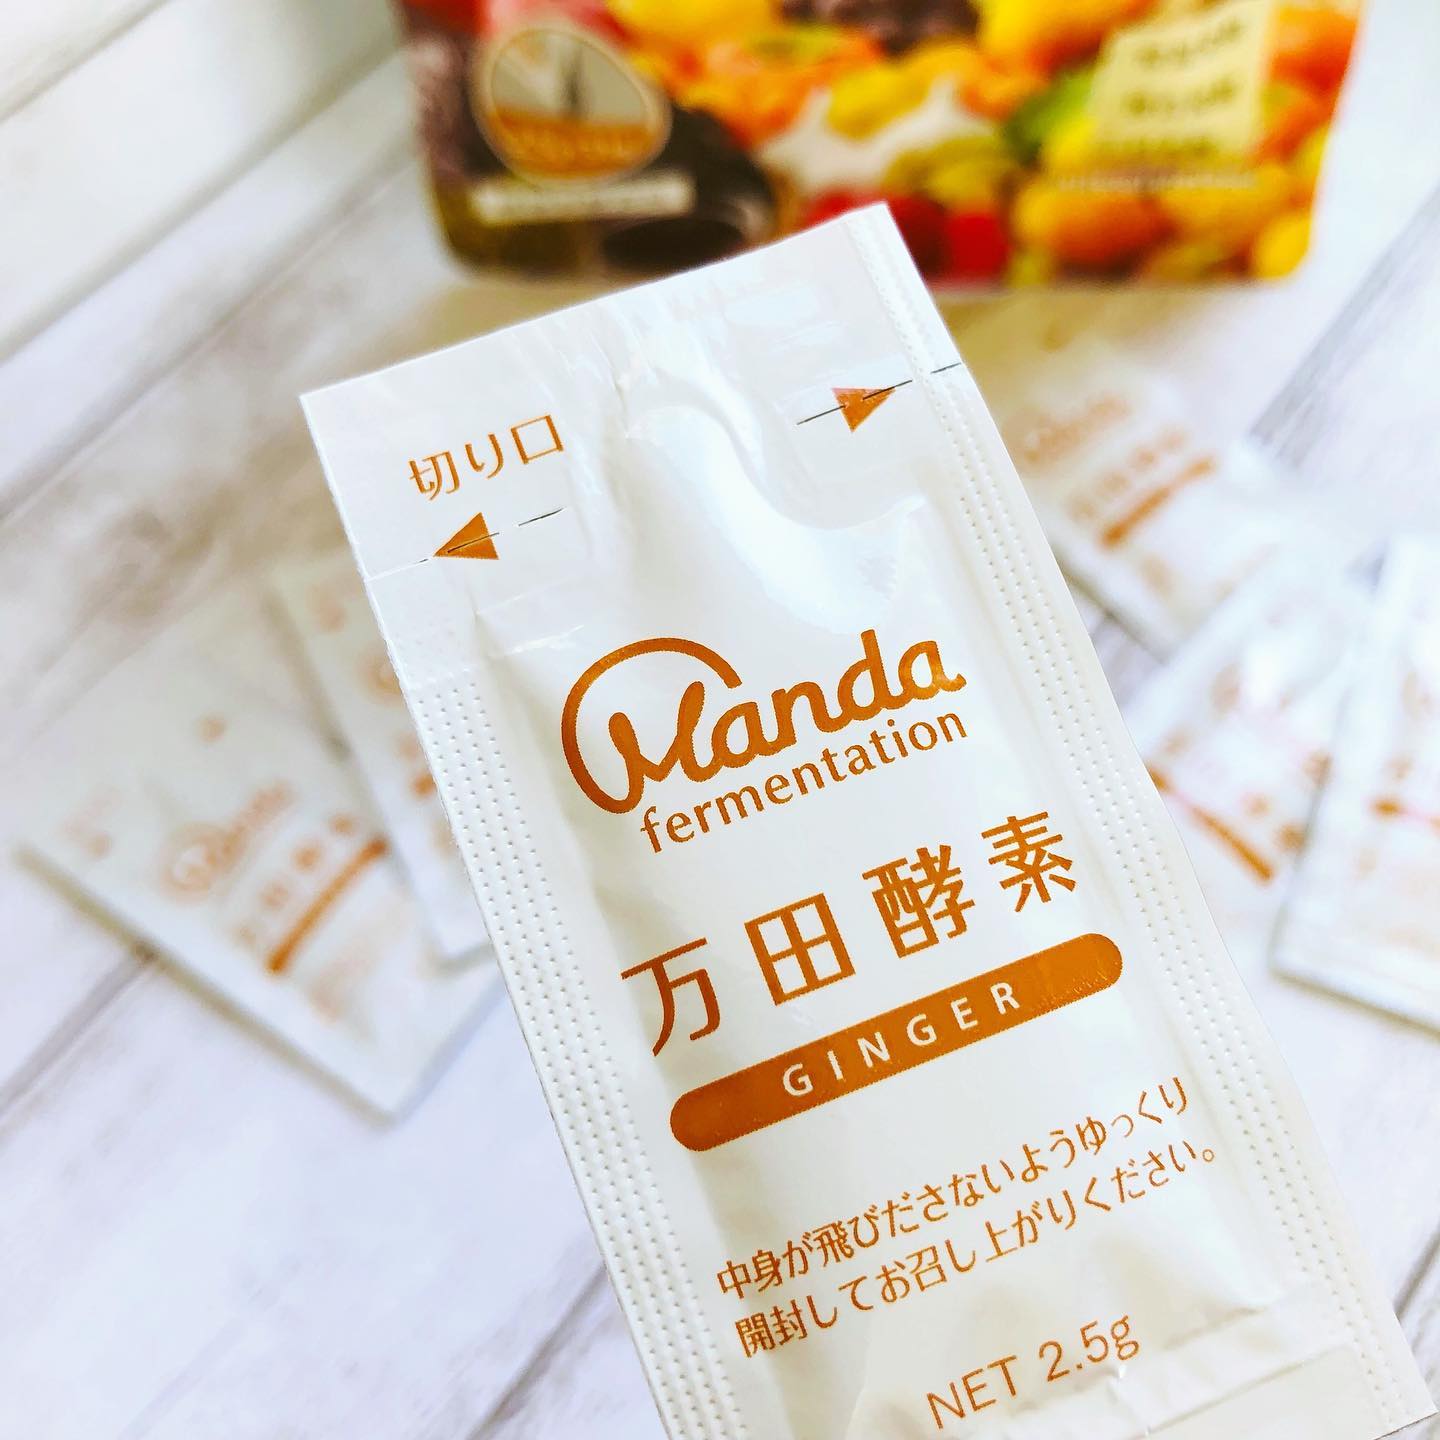 切り口
Manda
fermentation
万田酵素
GINGER
中身が飛びださないようゆっくり
開封してお召し上がりください。
NET 2.5g